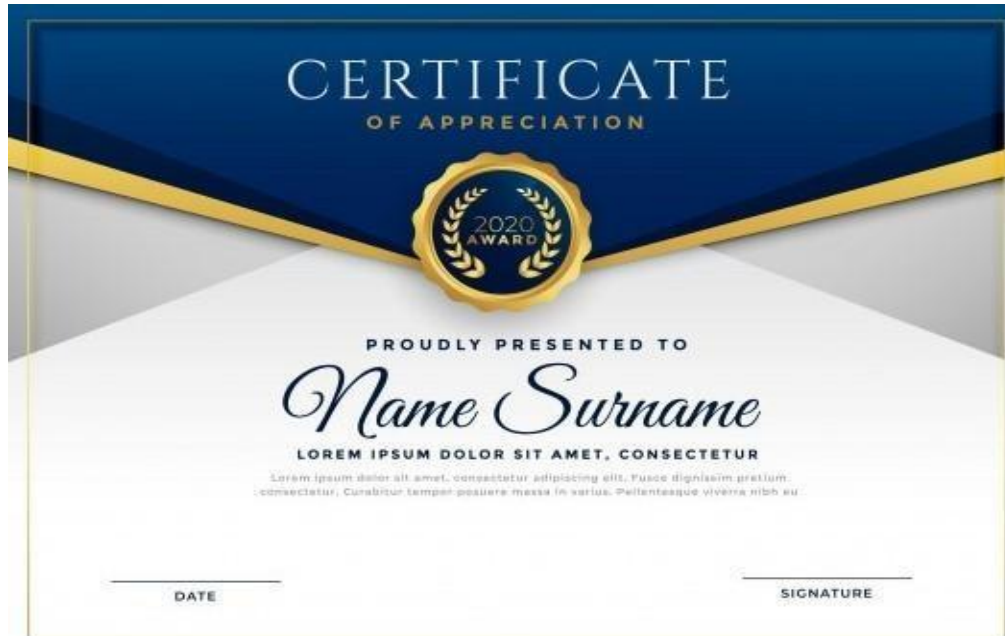 CERTIFICATE
OF APPRECIATION
2020
AWARD
PROUDLY PRESENTED TO
Name Surname
LOREM IPSUM DOLOR SIT AMET, CONSECTETUR
Lorem ipsum dolor sit amet, consectetur adipiscing elit. Fusce dignissim pretium
consectetur. Curabitur tempor posuere massa in varius. Pellentesque viverra nibh eu
DATE
SIGNATURE